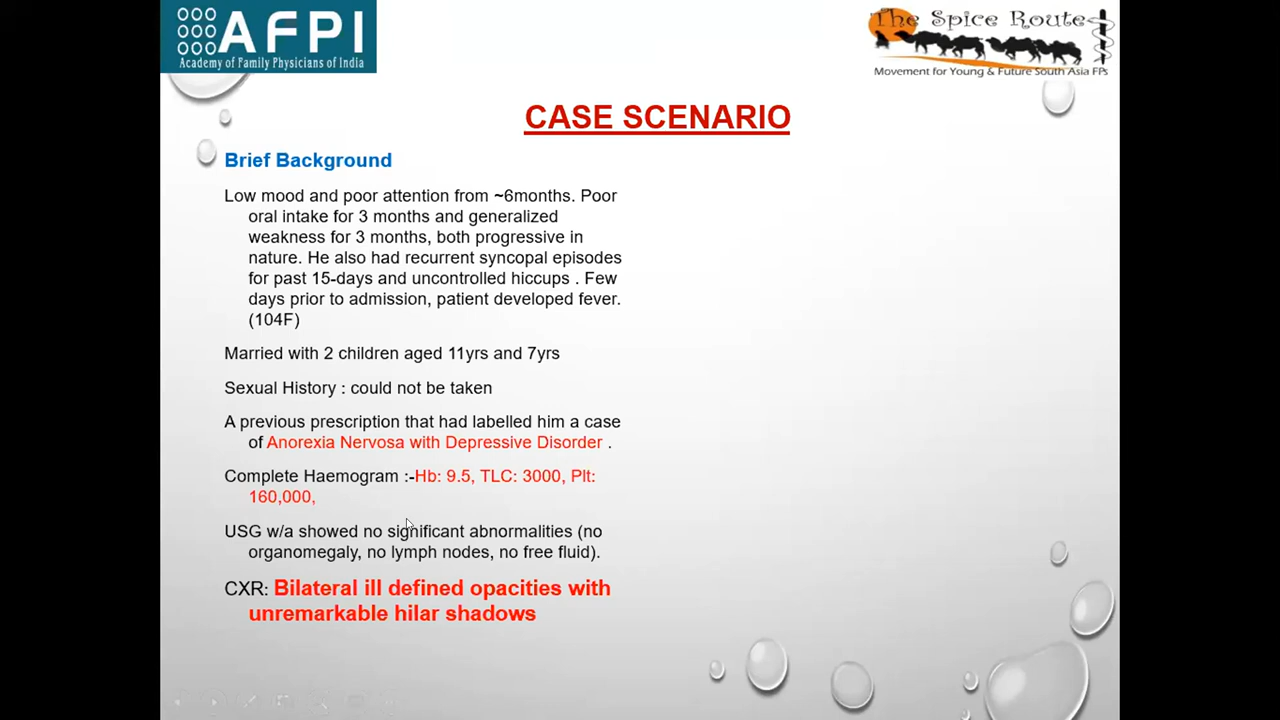 AFPI
Academy of Family Physicians of India
The Spice Route
Movement for Young & Future South Asia FPs
CASE SCENARIO
Brief Background
Low mood and poor attention from ~6months. Poor
oral intake for 3 months and generalized
weakness for 3 months, both progressive in
nature. He also had recurrent syncopal episodes
for past 15-days and uncontrolled hiccups . Few
days prior to admission, patient developed fever.
(104F)
Married with 2 children aged 11yrs and 7yrs
Sexual History : could not be taken
A previous prescription that had labelled him a case
of Anorexia Nervosa with Depressive Disorder .
Complete Haemogram :-Hb: 9.5, TLC: 3000, Plt:
160,000,
USG w/a showed no significant abnormalities (no
organomegaly, no lymph nodes, no free fluid).
CXR: Bilateral ill defined opacities with
unremarkable hilar shadows